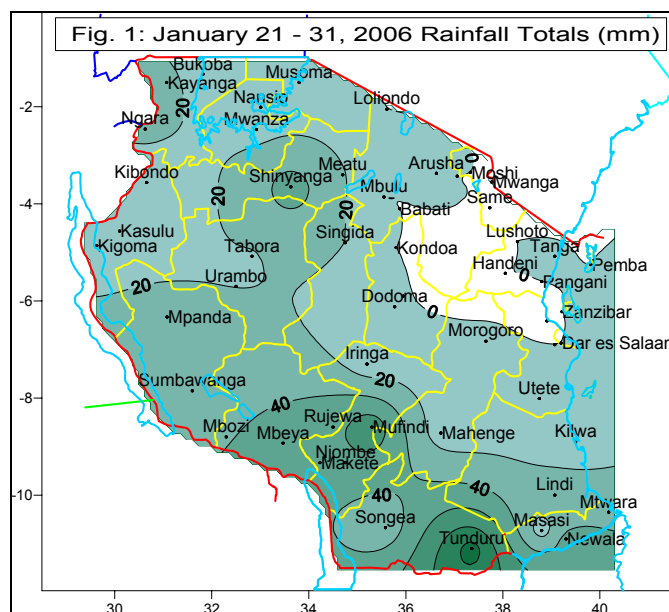 Fig. 1: January 21 - 31, 2006 Rainfall Totals (mm)
Bukoba
Kayanga
Musoma
-2
20
Nansio
Loliondo
Ngara
Mwanza
Kibondo
Meatu
Arusha
0
Moshi
Shinyanga
Mbulu
Mwanga
-4
20
20
Babati
Same
Kasulu
Singida
Lushoto
Kigoma
Tabora
Kondoa
Tanga
Handeni
Pemba
20
Urambo
0
Pangani
-6
Dodoma
0
Zanzibar
Mpanda
Morogoro
Dar es Salaam
Iringa
20
Sumbawanga
Utete
-8
40
Rujewa
Mufindi
Mbozi
Mbeya
Mahenge
Kilwa
Njombe
Makete
40
Lindi
-10
40
Mtwara
Songea
Masasi
Tunduru
Newala
30
32
34
36
38
40